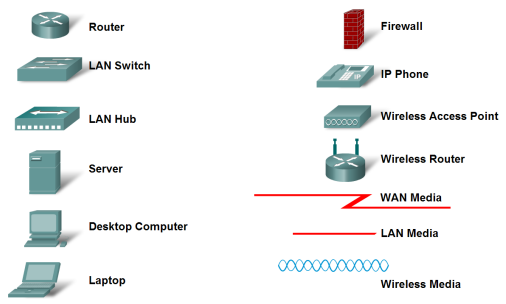 Router
LAN Switch
LAN Hub
Server
Desktop Computer
Laptop
Firewall
IP Phone
Wireless Access Point
Wireless Router
WAN Media
LAN Media
Wireless Media